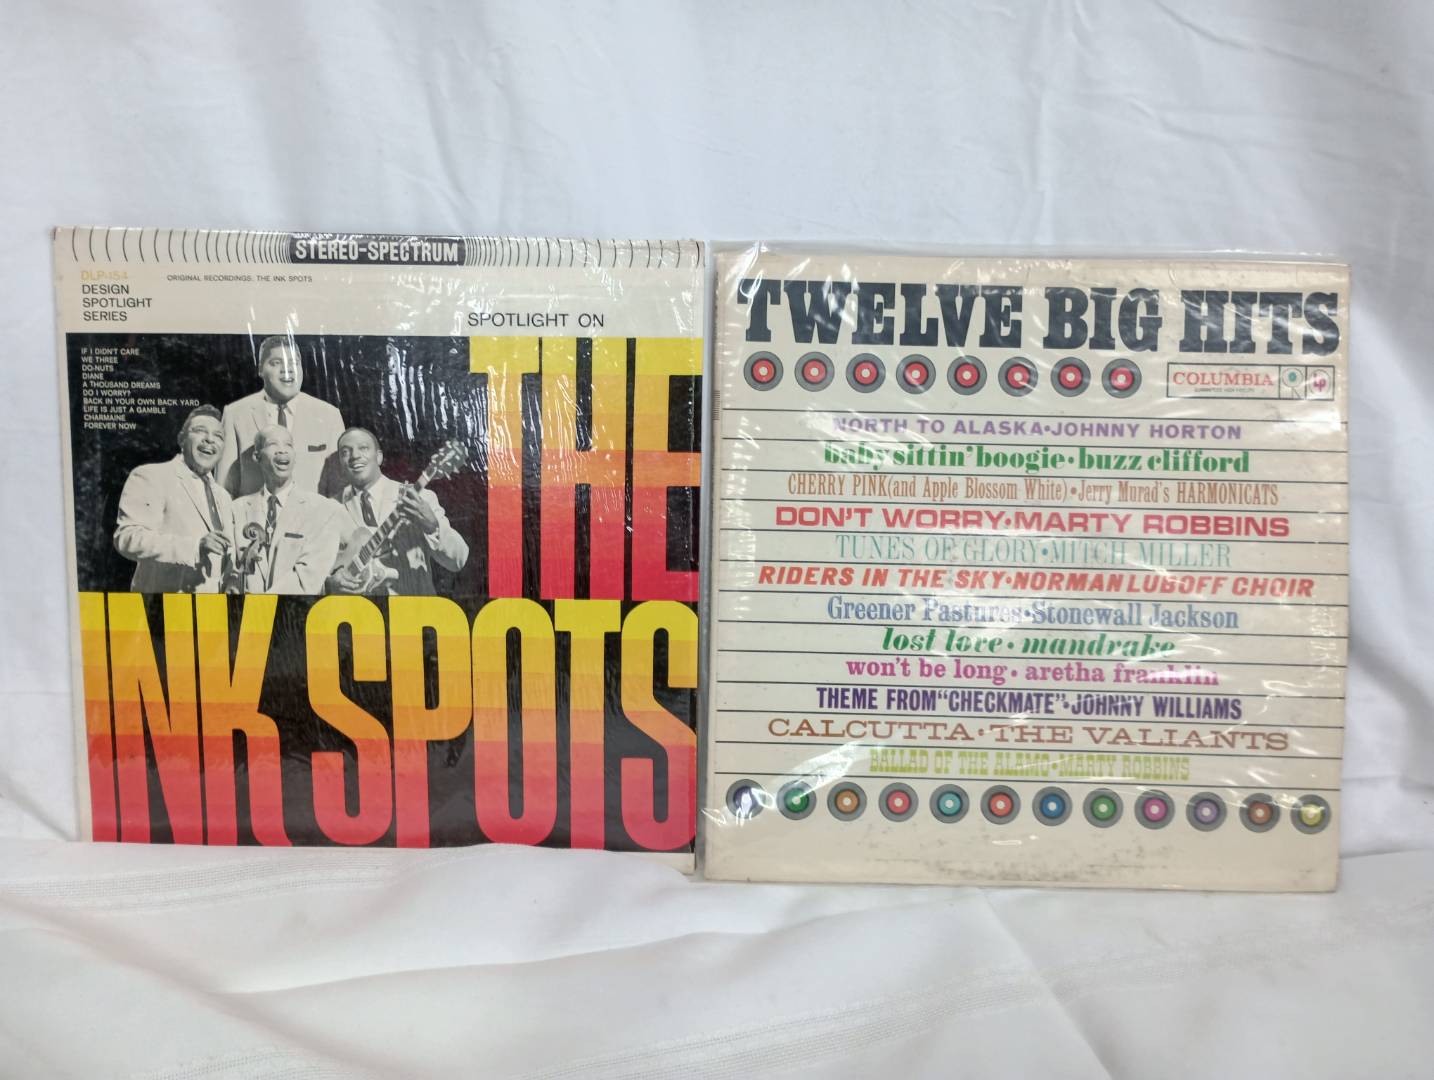 STEREO-SPECTRUM
DLP-154
ORIGINAL RECORDINGS: THE INK SPOTS
DESIGN
SPOTLIGHT
SERIES
SPOTLIGHT ON
THE
INK SPOTS
IF I DIDN'T CARE
WE THREE
DO-NUTS
DIANE
A THOUSAND DREAMS
DO I WORRY?
BACK IN YOUR OWN BACK YARD
LIFE IS JUST A GAMBLE
CHARMAINE
FOREVER NOW
TWELVE BIG HITS
COLUMBIA
GUARANTEED HIGH FIDELITY
LP
NORTH TO ALASKA•JOHNNY HORTON
baby sittin' boogie•buzz clifford
CHERRY PINK(and Apple Blossom White)•Jerry Murad's HARMONICATS
DON'T WORRY•MARTY ROBBINS
TUNES OF GLORY•MITCH MILLER
RIDERS IN THE SKY•NORMAN LUBOFF CHOIR
Greener Pastures•Stonewall Jackson
lost love•mandrake
won't be long•aretha franklin
THEME FROM "CHECKMATE"•JOHNNY WILLIAMS
CALCUTTA•THE VALIANTS
BALLAD OF THE ALAMO•MARTY ROBBINS